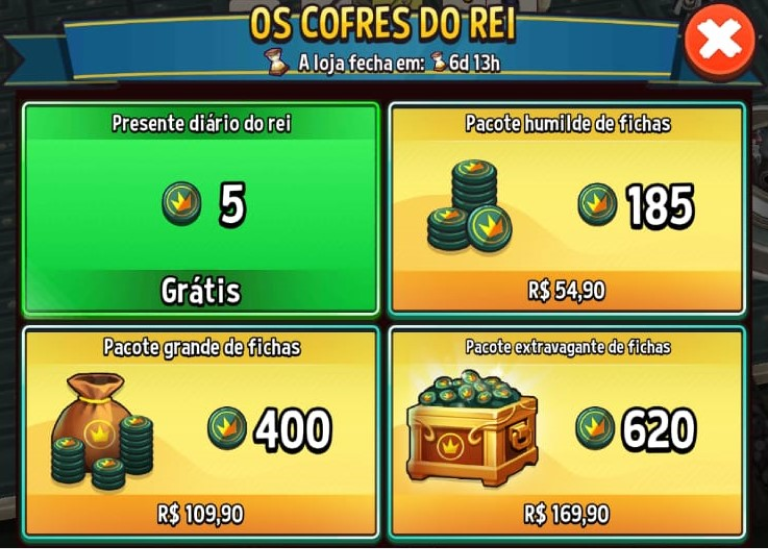 OS COFRES DO REI
A loja fecha em: 6d 13h
Presente diário do rei
5
Grátis
Pacote humilde de fichas
185
R$ 54,90
Pacote grande de fichas
400
R$ 109,90
Pacote extravagante de fichas
620
R$ 169,90